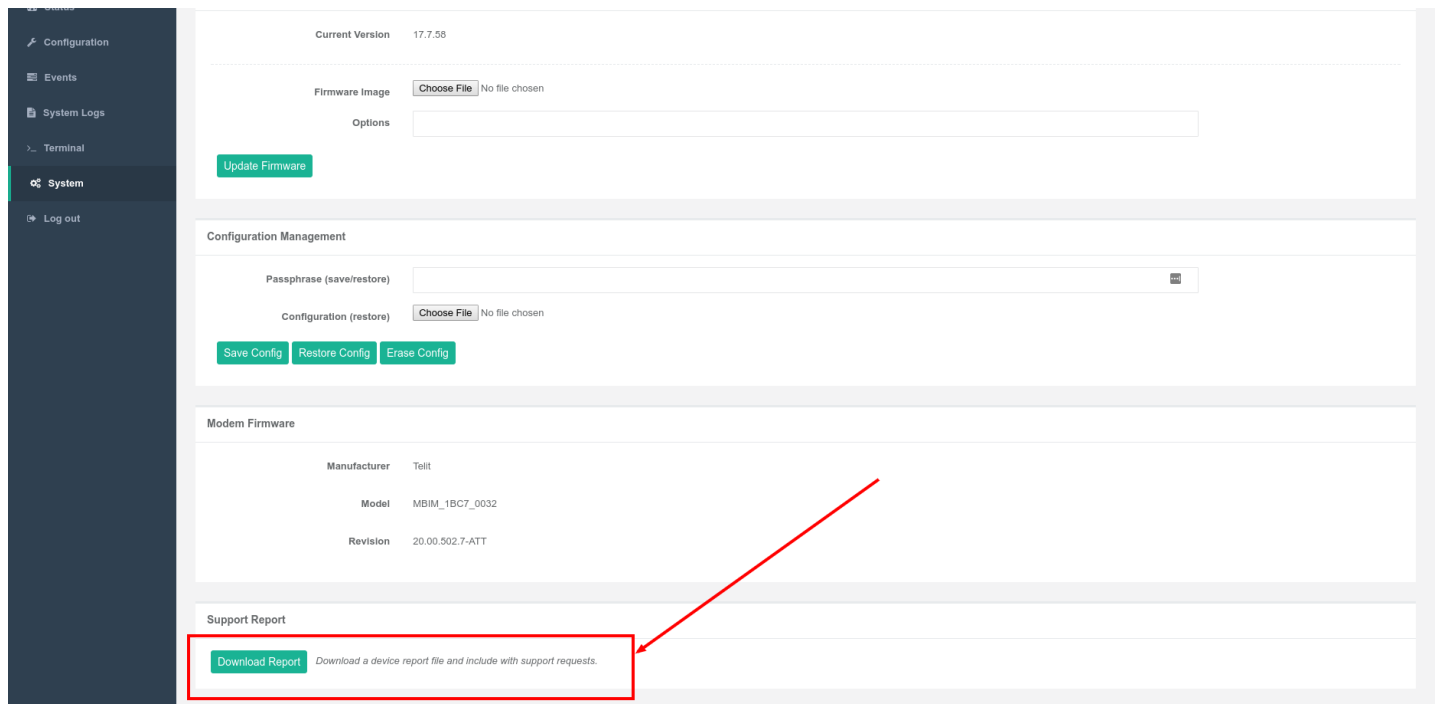 Status
Configuration
Events
System Logs
Terminal
System
Log out
Current Version 17.7.58
Firmware Image Choose File No file chosen
Options
Update Firmware
Configuration Management
Passphrase (save/restore)
Configuration (restore) Choose File No file chosen
Save Config Restore Config Erase Config
Modem Firmware
Manufacturer Telit
Model MBIM_1BC7_0032
Revision 20.00.502.7-ATT
Support Report
Download Report Download a device report file and include with support requests.